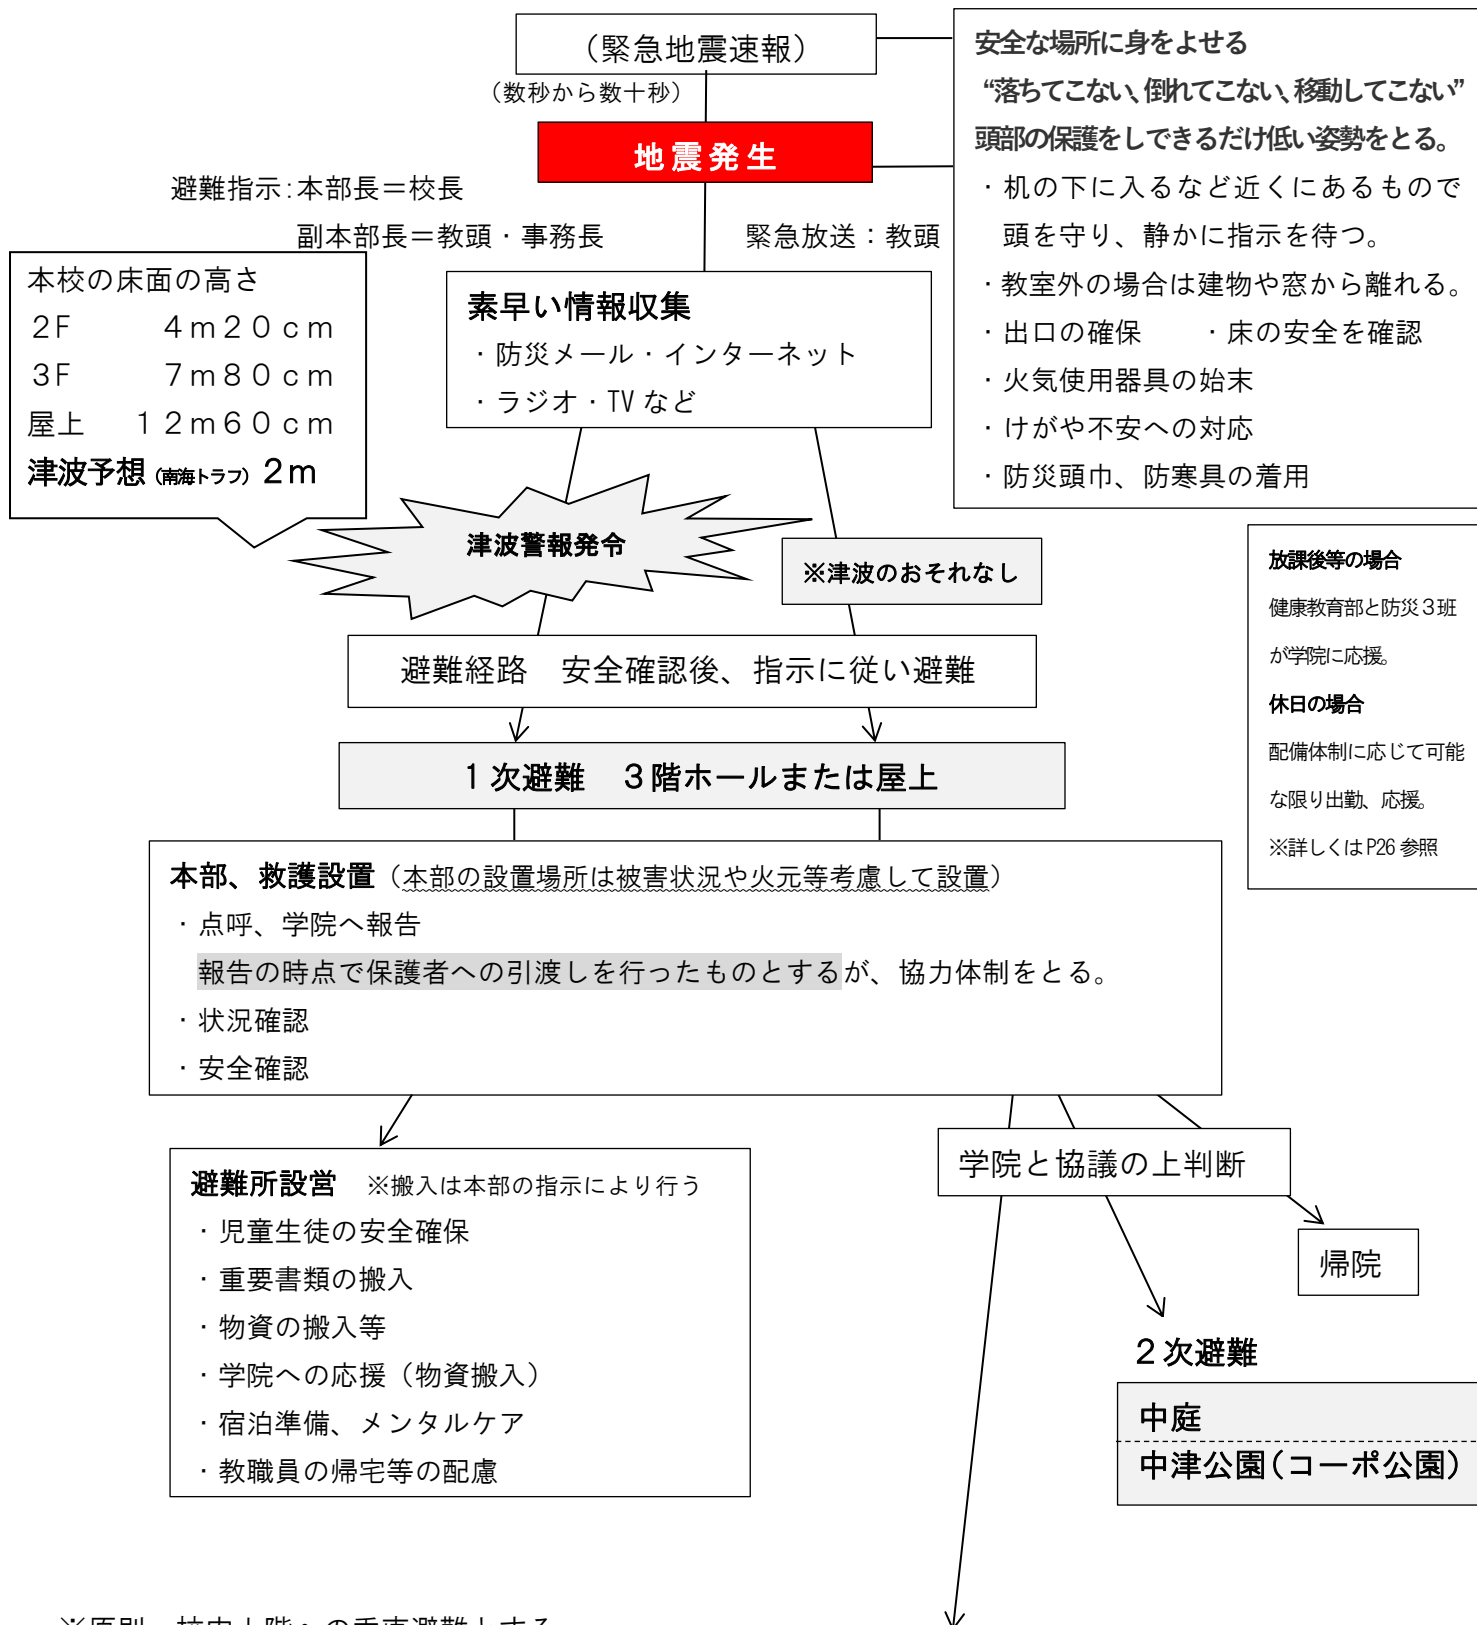 （緊急地震速報）
（数秒から数十秒）
地震発生
避難指示：本部長＝校長
副本部長＝教頭・事務長
緊急放送：教頭
安全な場所に身をよせる
“落ちてこない、倒れてこない、移動してこない”
頭部の保護をしできるだけ低い姿勢をとる。
・机の下に入るなど近くにあるもので
頭を守り、静かに指示を待つ。
・教室外の場合は建物や窓から離れる。
・出口の確保　　・床の安全を確認
・火気使用器具の始末
・けがや不安への対応
・防災頭巾、防寒具の着用
本校の床面の高さ
２F　　　４ｍ２０ｃｍ
３F　　　７ｍ８０ｃｍ
屋上　１２ｍ６０ｃｍ
津波予想（南海トラフ）２ｍ
素早い情報収集
・防災メール・インターネット
・ラジオ・TV など
津波警報発令
※津波のおそれなし
放課後等の場合
健康教育部と防災３班
が学院に応援。
休日の場合
配備体制に応じて可能
な限り出勤、応援。
※詳しくは P26 参照
避難経路　安全確認後、指示に従い避難
１次避難　３階ホールまたは屋上
本部、救護設置（本部の設置場所は被害状況や火元等考慮して設置）
・点呼、学院へ報告
報告の時点で保護者への引渡しを行ったものとするが、協力体制をとる。
・状況確認
・安全確認
避難所設営　※搬入は本部の指示により行う
・児童生徒の安全確保
・重要書類の搬入
・物資の搬入等
・学院への応援（物資搬入）
・宿泊準備、メンタルケア
・教職員の帰宅等の配慮
学院と協議の上判断
帰院
２次避難
中庭
中津公園（コーポ公園）